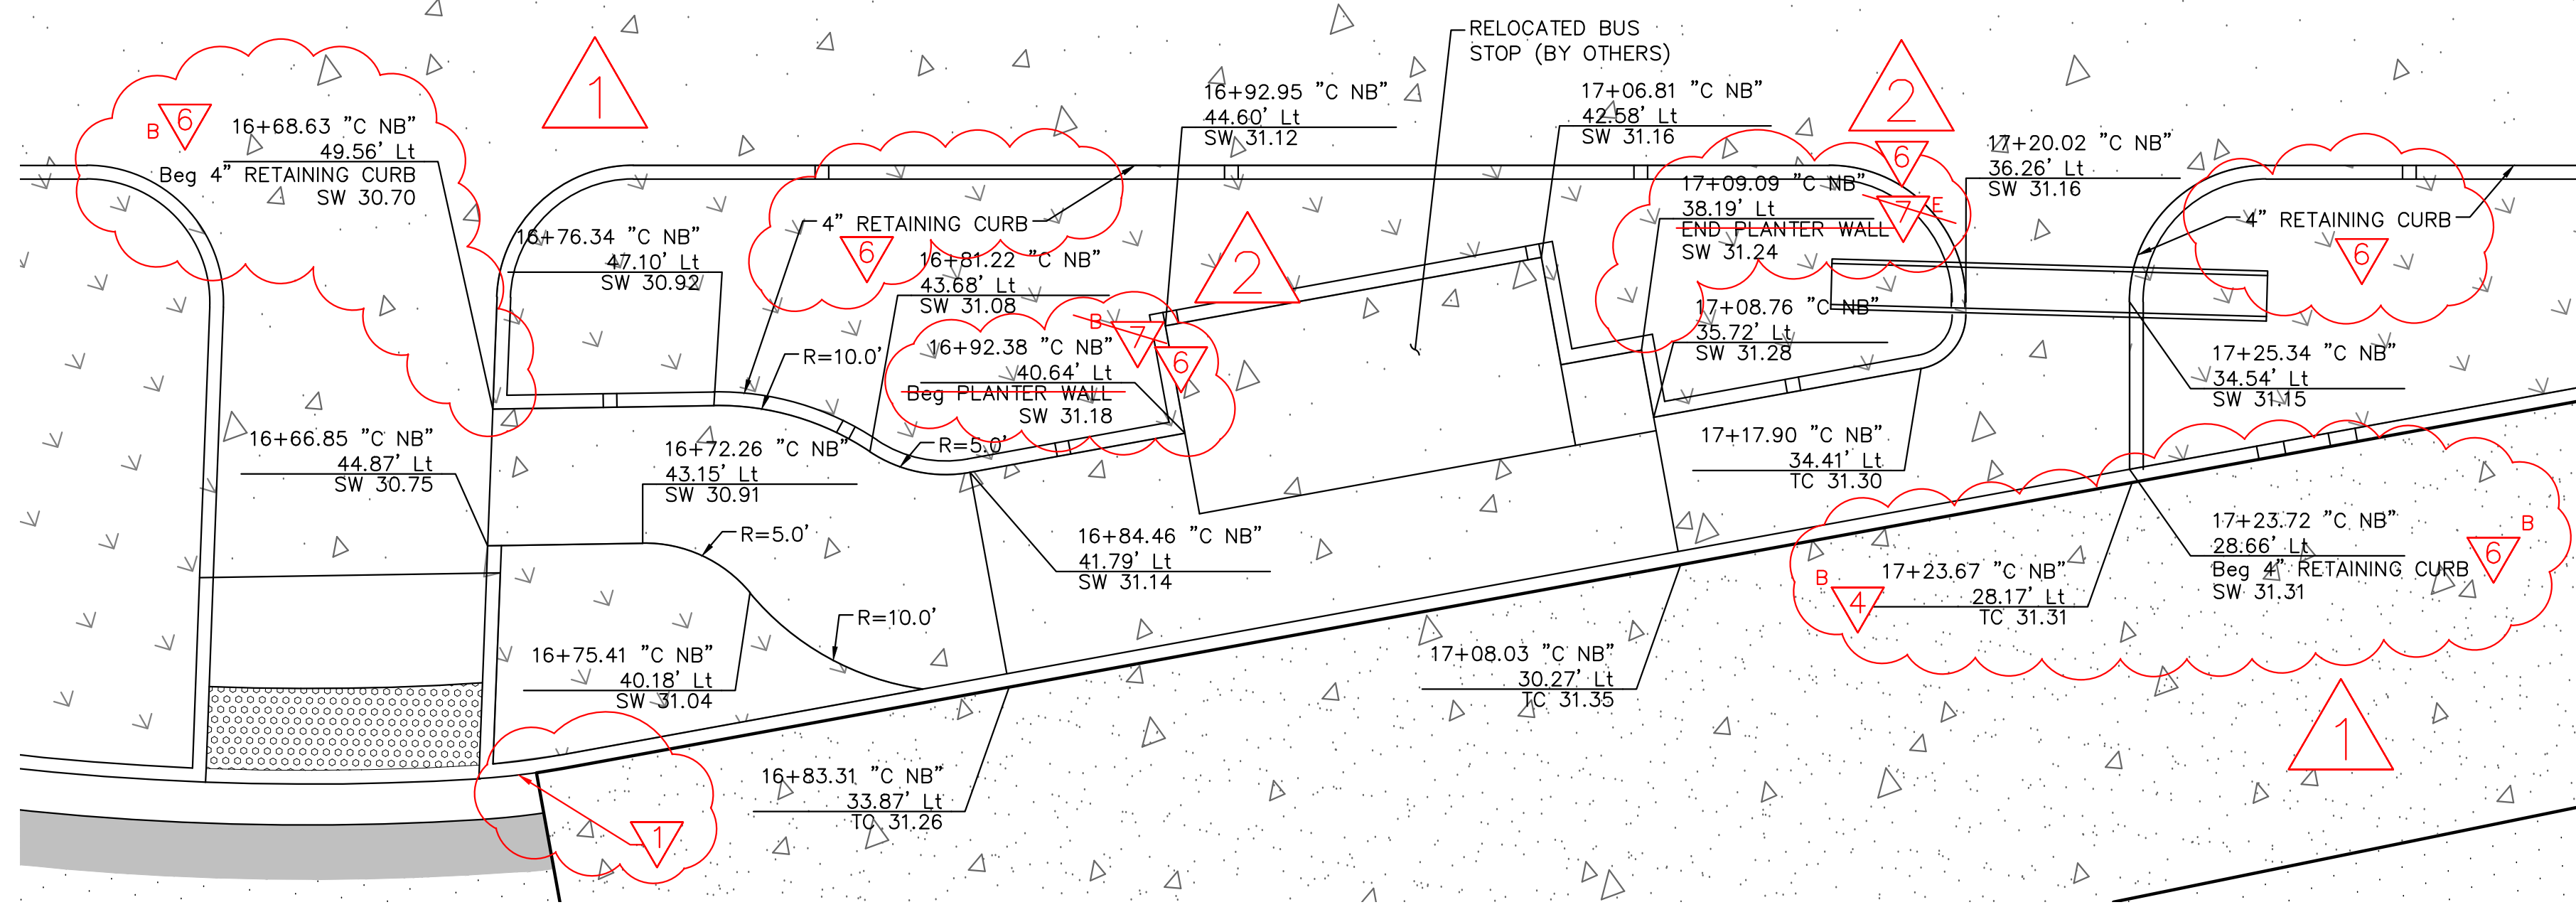 RELOCATED BUS
STOP (BY OTHERS)
1
2
B
6
16+68.63 "C NB"
49.56' Lt
Beg 4" RETAINING CURB
SW 30.70
16+92.95 "C NB"
44.60' Lt
SW 31.12
17+06.81 "C NB"
42.58' Lt
SW 31.16
6
17+20.02 "C NB"
36.26' Lt
SW 31.16
17+09.09 "C NB"
38.19' Lt
END PLANTER WALL
SW 31.24
7
E
4" RETAINING CURB
6
4" RETAINING CURB
6
16+76.34 "C NB"
47.10' Lt
SW 30.92
16+81.22 "C NB"
43.68' Lt
SW 31.08
2
17+08.76 "C NB"
35.72' Lt
SW 31.28
B
7
6
16+92.38 "C NB"
40.64' Lt
Beg PLANTER WALL
SW 31.18
R=10.0'
17+25.34 "C NB"
34.54' Lt
SW 31.15
16+66.85 "C NB"
44.87' Lt
SW 30.75
16+72.26 "C NB"
43.15' Lt
SW 30.91
R=5.0'
17+17.90 "C NB"
34.41' Lt
TC 31.30
R=5.0'
16+84.46 "C NB"
41.79' Lt
SW 31.14
17+23.72 "C NB"
28.66' Lt
Beg 4" RETAINING CURB
SW 31.31
B
6
B
4
17+23.67 "C NB"
28.17' Lt
TC 31.31
R=10.0'
16+75.41 "C NB"
40.18' Lt
SW 31.04
17+08.03 "C NB"
30.27' Lt
TC 31.35
1
16+83.31 "C NB"
33.87' Lt
TC 31.26
1